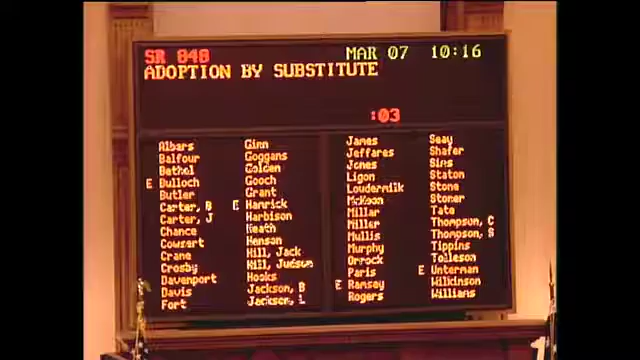 SR 848 MAR 07 10:16
ADOPTION BY SUBSTITUTE
:03
Albers
Balfour
Bethel
E Bulloch
Butler
Carter, B
Carter, J
Chance
Cowsert
Crane
Crosby
Davenport
Davis
Fort
Ginn
Goggans
Golden
Gooch
Grant
E Hamrick
Harbison
Heath
Henson
Hill, Jack
Hill, Judson
Hooks
Jackson, B
Jackson, L
James
Jeffares
Jones
Ligon
Loudermilk
McKoon
Millar
Miller
Mullis
Murphy
Orrock
Paris
E Ramsey
Rogers
Seay
Shafer
Sims
Staton
Stone
Stoner
Tate
Thompson, C
Thompson, S
Tippins
Tolleson
E Unterman
Wilkinson
Williams